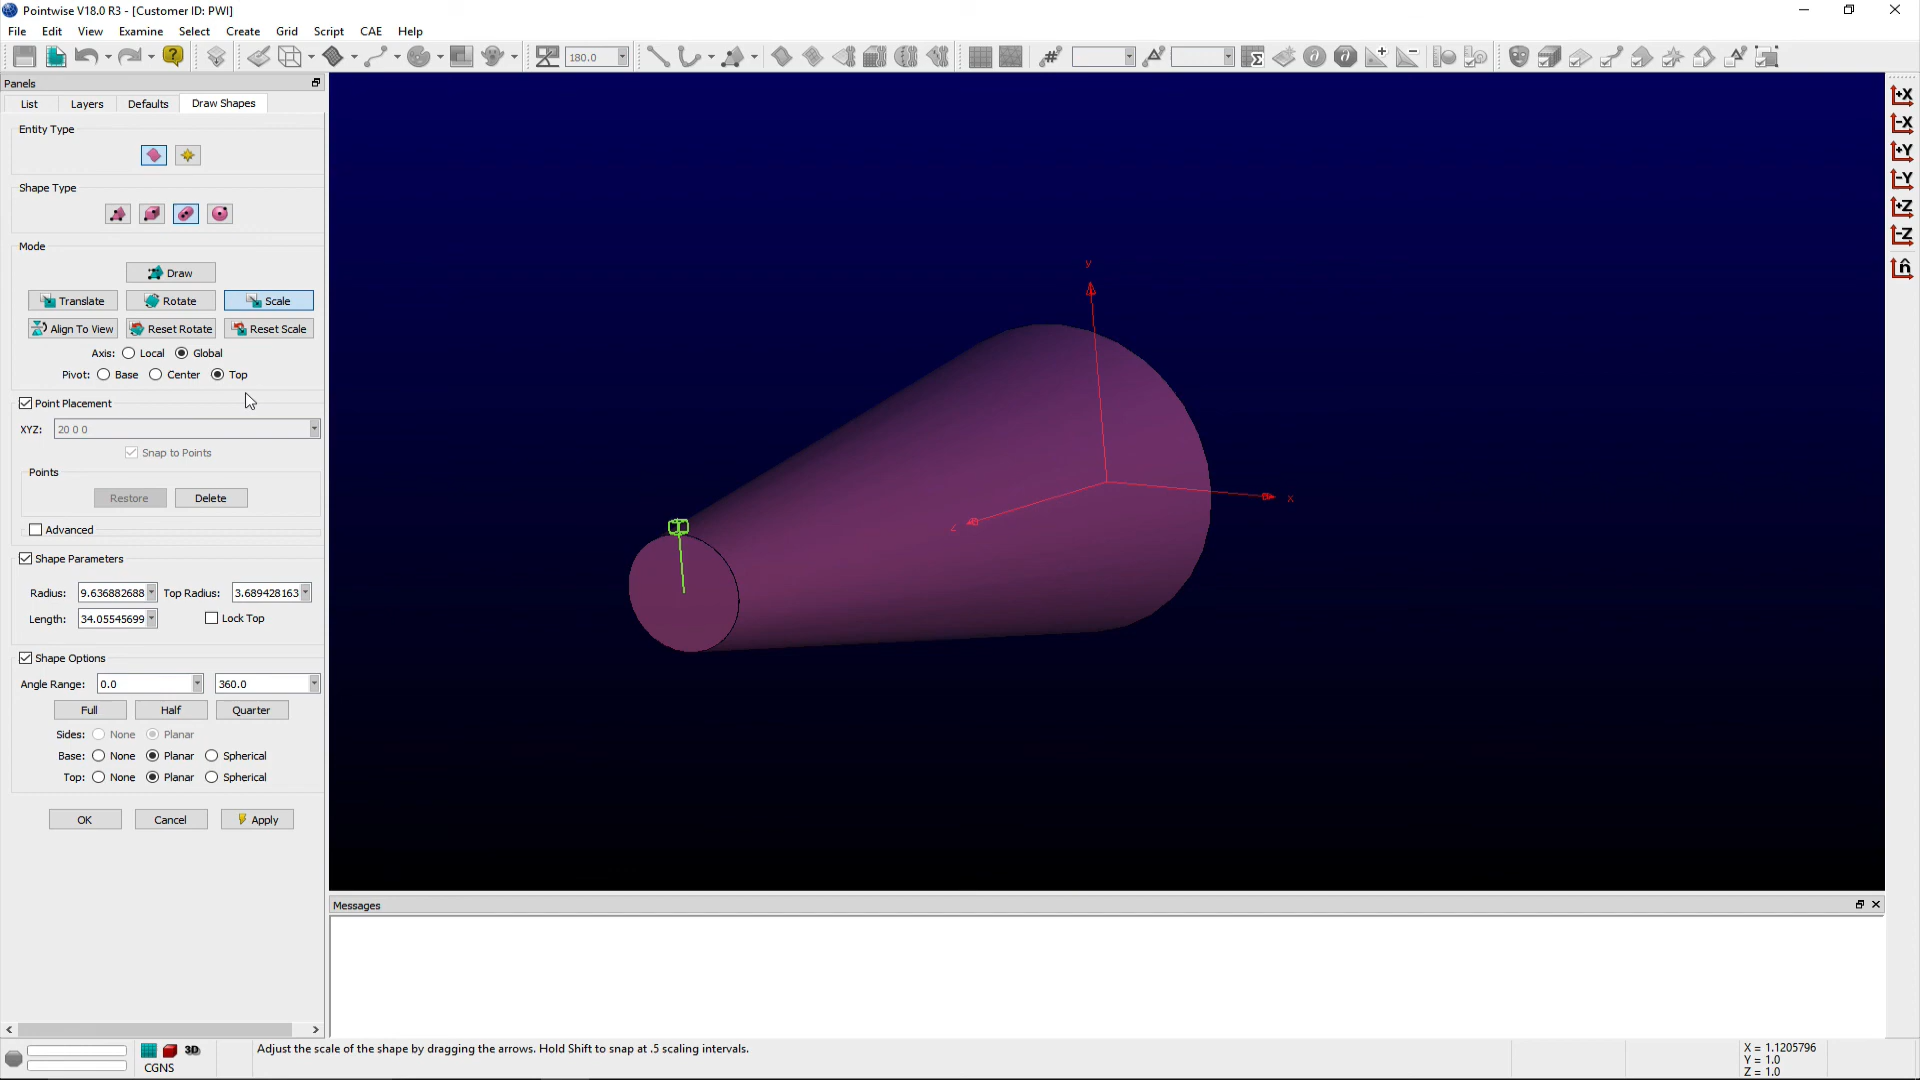 Pointwise V18.0 R3 - [Customer ID: PWI]
File Edit View Examine Select Create Grid Script CAE Help
180.0
Panels
List Layers Defaults Draw Shapes
Entity Type
Shape Type
Mode
Draw
Translate Rotate Scale
Align To View Reset Rotate Reset Scale
Axis: Local Global
Pivot: Base Center Top
Point Placement
XYZ: 20 0 0
Snap to Points
Points
Restore Delete
Advanced
Shape Parameters
Radius: 9.636882688 Top Radius: 3.689428163
Length: 34.05545699 Lock Top
Shape Options
Angle Range: 0.0 360.0
Full Half Quarter
Sides: None Planar
Base: None Planar Spherical
Top: None Planar Spherical
OK Cancel Apply
y
x
z
+X
-X
+Y
-Y
+Z
-Z
n̂
Messages
3D
CGNS
Adjust the scale of the shape by dragging the arrows. Hold Shift to snap at .5 scaling intervals.
X = 1.1205796
Y = 1.0
Z = 1.0